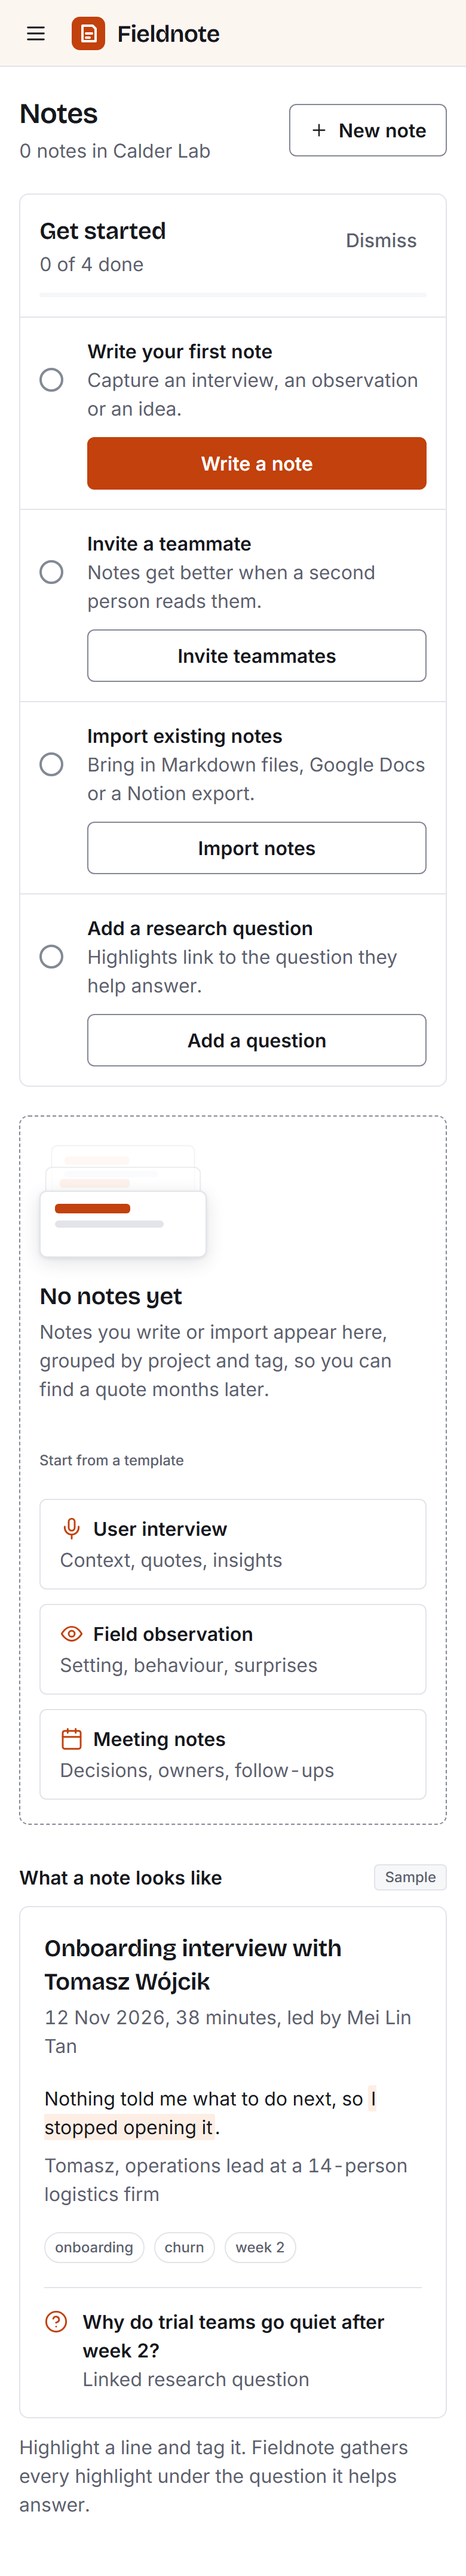 Fieldnote
Notes
0 notes in Calder Lab
New note
Get started
0 of 4 done
Dismiss
Write your first note
Capture an interview, an observation
or an idea.
Write a note
Invite a teammate
Notes get better when a second
person reads them.
Invite teammates
Import existing notes
Bring in Markdown files, Google Docs
or a Notion export.
Import notes
Add a research question
Highlights link to the question they
help answer.
Add a question
No notes yet
Notes you write or import appear here,
grouped by project and tag, so you can
find a quote months later.
Start from a template
User interview
Context, quotes, insights
Field observation
Setting, behaviour, surprises
Meeting notes
Decisions, owners, follow-ups
What a note looks like
Sample
Onboarding interview with
Tomasz Wójcik
12 Nov 2026, 38 minutes, led by Mei Lin
Tan
Nothing told me what to do next, so I
stopped opening it.
Tomasz, operations lead at a 14-person
logistics firm
onboarding
churn
week 2
Why do trial teams go quiet after
week 2?
Linked research question
Highlight a line and tag it. Fieldnote gathers
every highlight under the question it helps
answer.